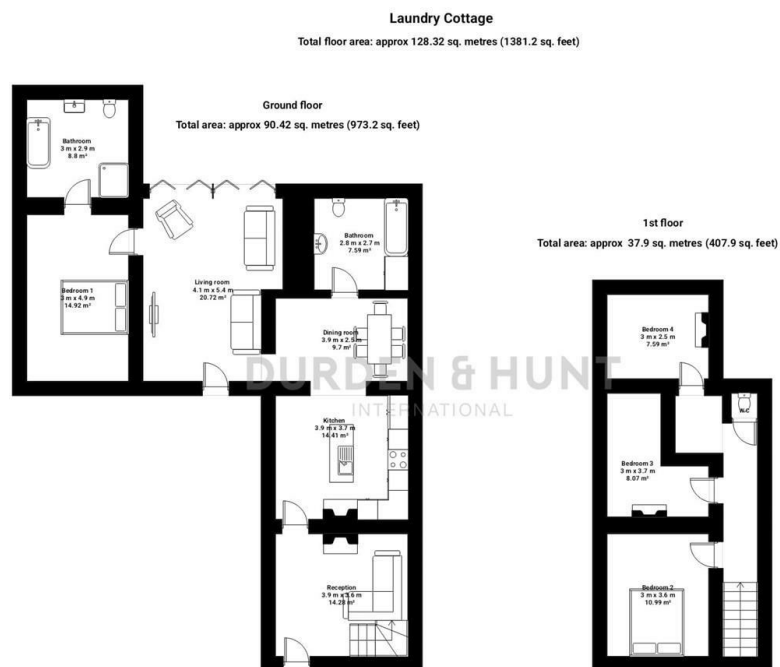 Laundry Cottage
Total floor area: approx 128.32 sq. metres (1381.2 sq. feet)
Ground floor
Total area: approx 90.42 sq. metres (973.2 sq. feet)
Bathroom
3 m x 2.9 m
8.8 m²
Bedroom 1
3 m x 4.9 m
14.92 m²
Living room
4.1 m x 5.4 m
20.72 m²
Bathroom
2.8 m x 2.7 m
7.59 m²
Dining room
3.9 m x 2.5 m
9.7 m²
DURDEN & HUNT
INTERNATIONAL
Kitchen
3.9 m x 3.7 m
14.41 m²
Reception
3.9 m x 3.6 m
14.28 m²
1st floor
Total area: approx 37.9 sq. metres (407.9 sq. feet)
Bedroom 4
3 m x 2.5 m
7.59 m²
W.C
Bedroom 3
3 m x 3.7 m
8.07 m²
Bedroom 2
3 m x 3.6 m
10.99 m²